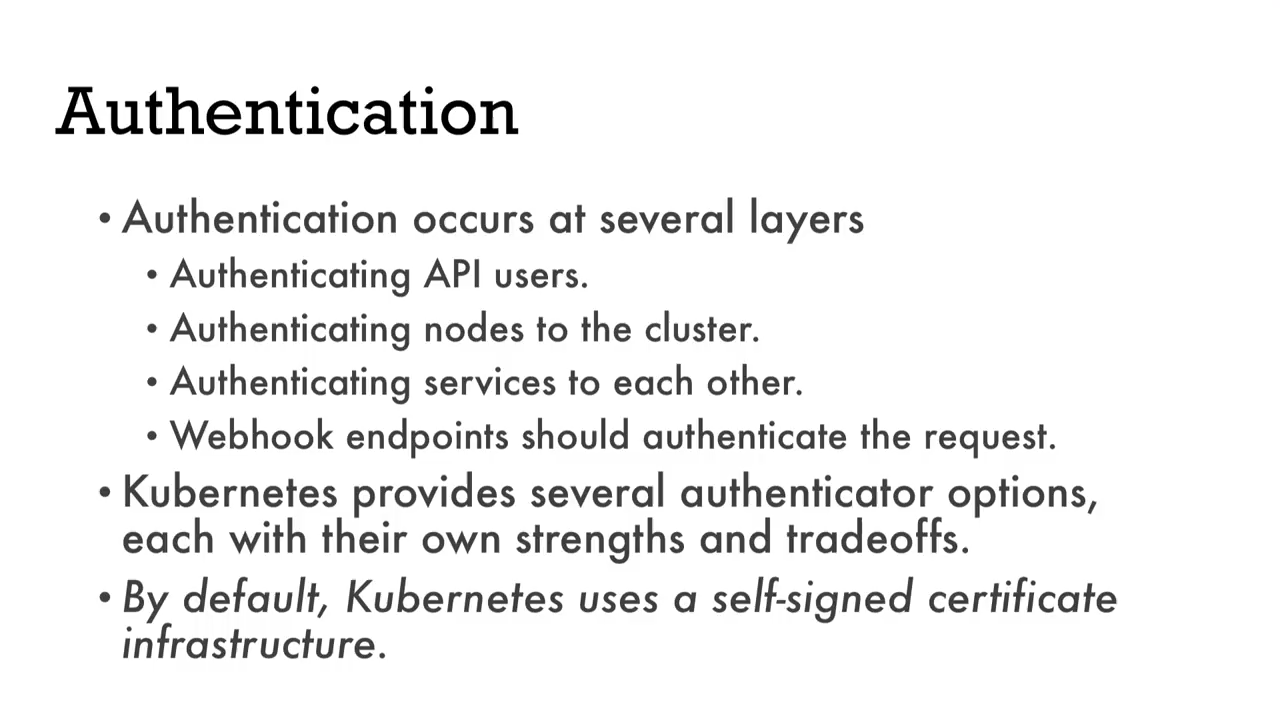 Authentication
• Authentication occurs at several layers
• Authenticating API users.
• Authenticating nodes to the cluster.
• Authenticating services to each other.
• Webhook endpoints should authenticate the request.
• Kubernetes provides several authenticator options,
each with their own strengths and tradeoffs.
• By default, Kubernetes uses a self-signed certificate
infrastructure.